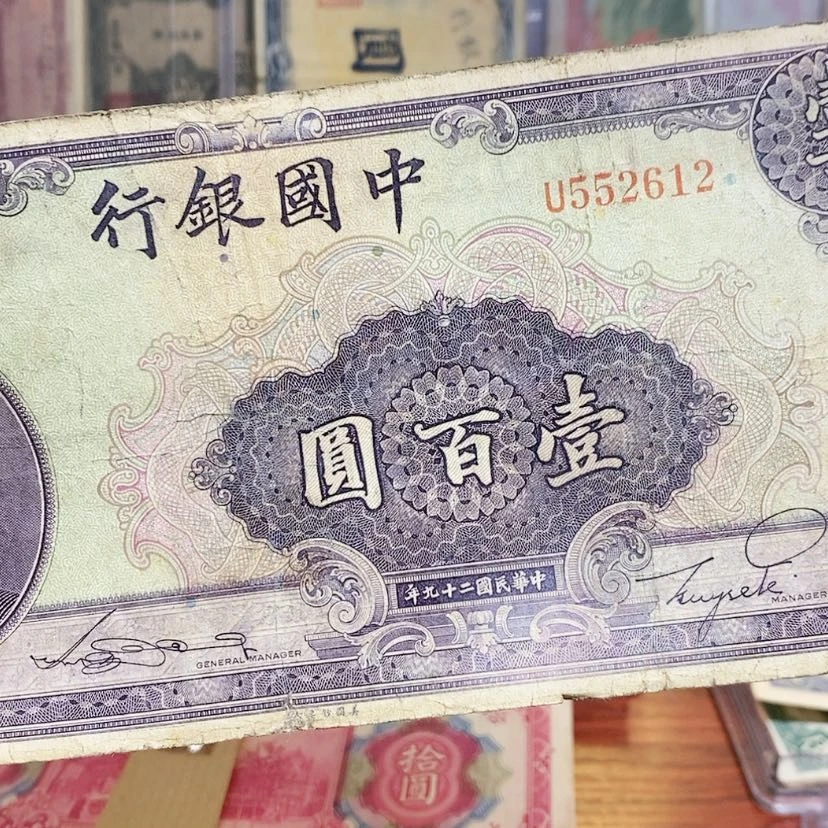 中國銀行
U552612
壹百圓
中華民國二十九年
GENERAL MANAGER
MANAGER
拾圓